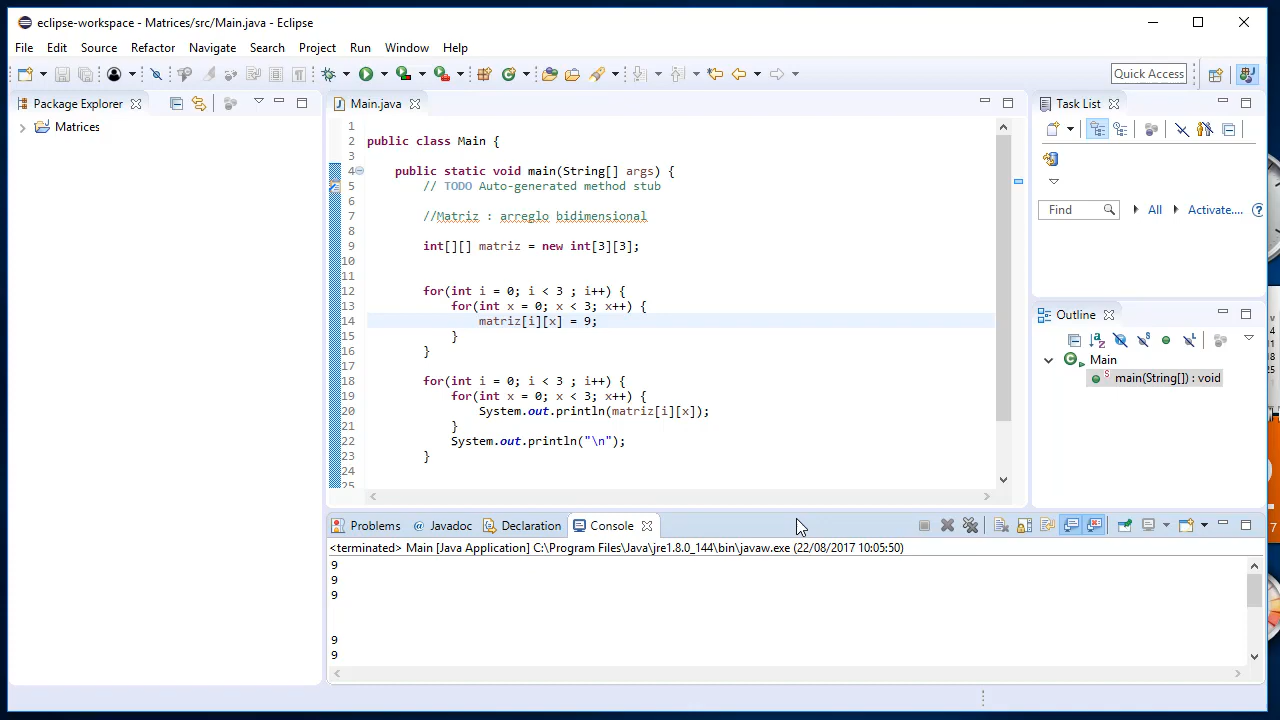 eclipse-workspace - Matrices/src/Main.java - Eclipse
File Edit Source Refactor Navigate Search Project Run Window Help
Quick Access
Package Explorer
Matrices
Main.java
1
2 public class Main {
3
4 public static void main(String[] args) {
5 // TODO Auto-generated method stub
6
7 //Matriz : arreglo bidimensional
8
9 int[][] matriz = new int[3][3];
10
11
12 for(int i = 0; i < 3 ; i++) {
13 for(int x = 0; x < 3; x++) {
14 matriz[i][x] = 9;
15 }
16 }
17
18 for(int i = 0; i < 3 ; i++) {
19 for(int x = 0; x < 3; x++) {
20 System.out.println(matriz[i][x]);
21 }
22 System.out.println("\n");
23 }
24
25
Task List
Find All Activate....
Outline
Main
main(String[]) : void
Problems @ Javadoc Declaration Console
<terminated> Main [Java Application] C:\Program Files\Java\jre1.8.0_144\bin\javaw.exe (22/08/2017 10:05:50)
9
9
9
9
9